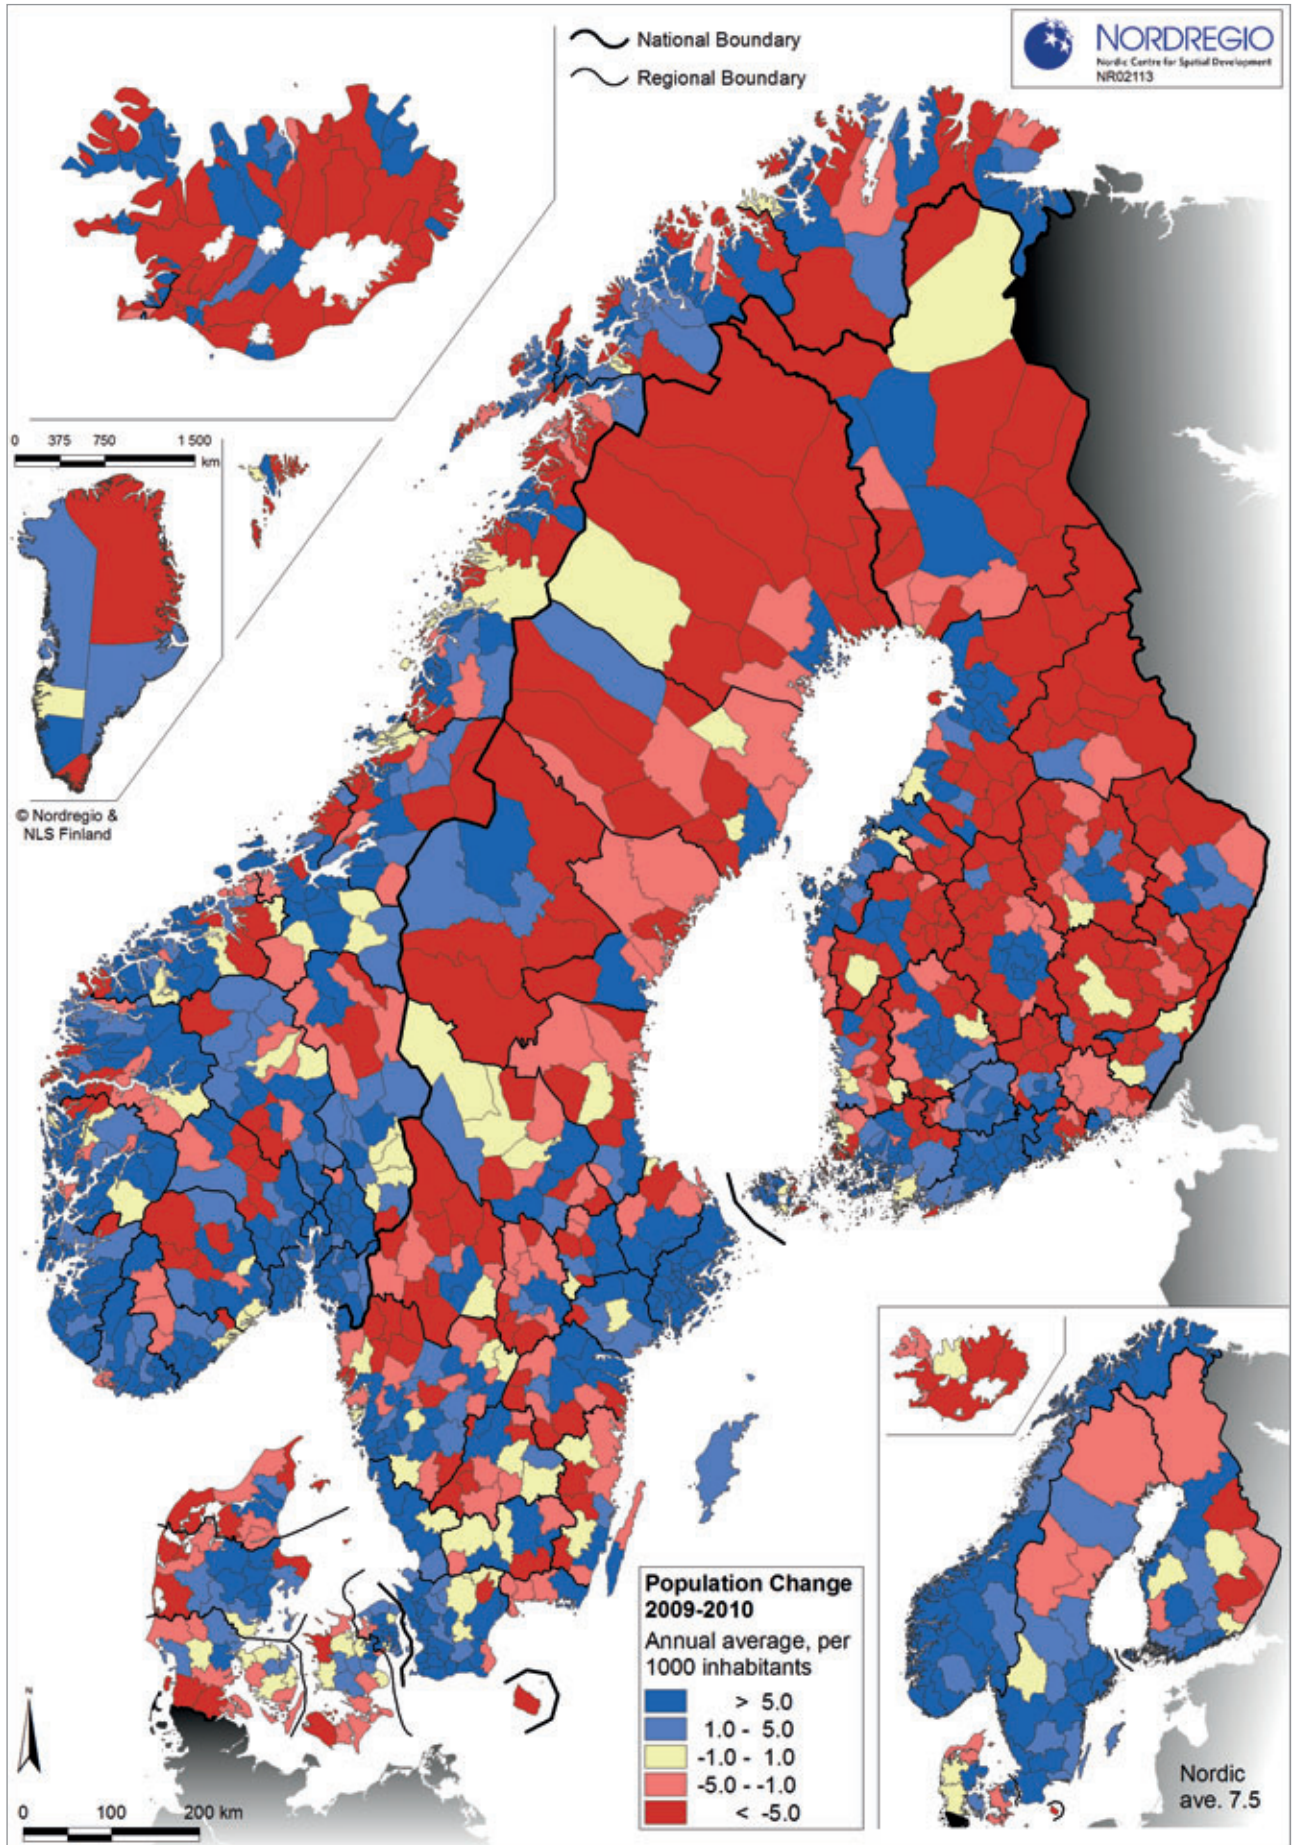 National Boundary
Regional Boundary
NORDREGIO
Nordic Centre for Spatial Development
NR02113
0 375 750 1 500
km
© Nordregio &
NLS Finland
Population Change
2009-2010
Annual average, per
1000 inhabitants
> 5.0
1.0 - 5.0
-1.0 - 1.0
-5.0 - -1.0
< -5.0
Nordic
ave. 7.5
N
0 100 200 km